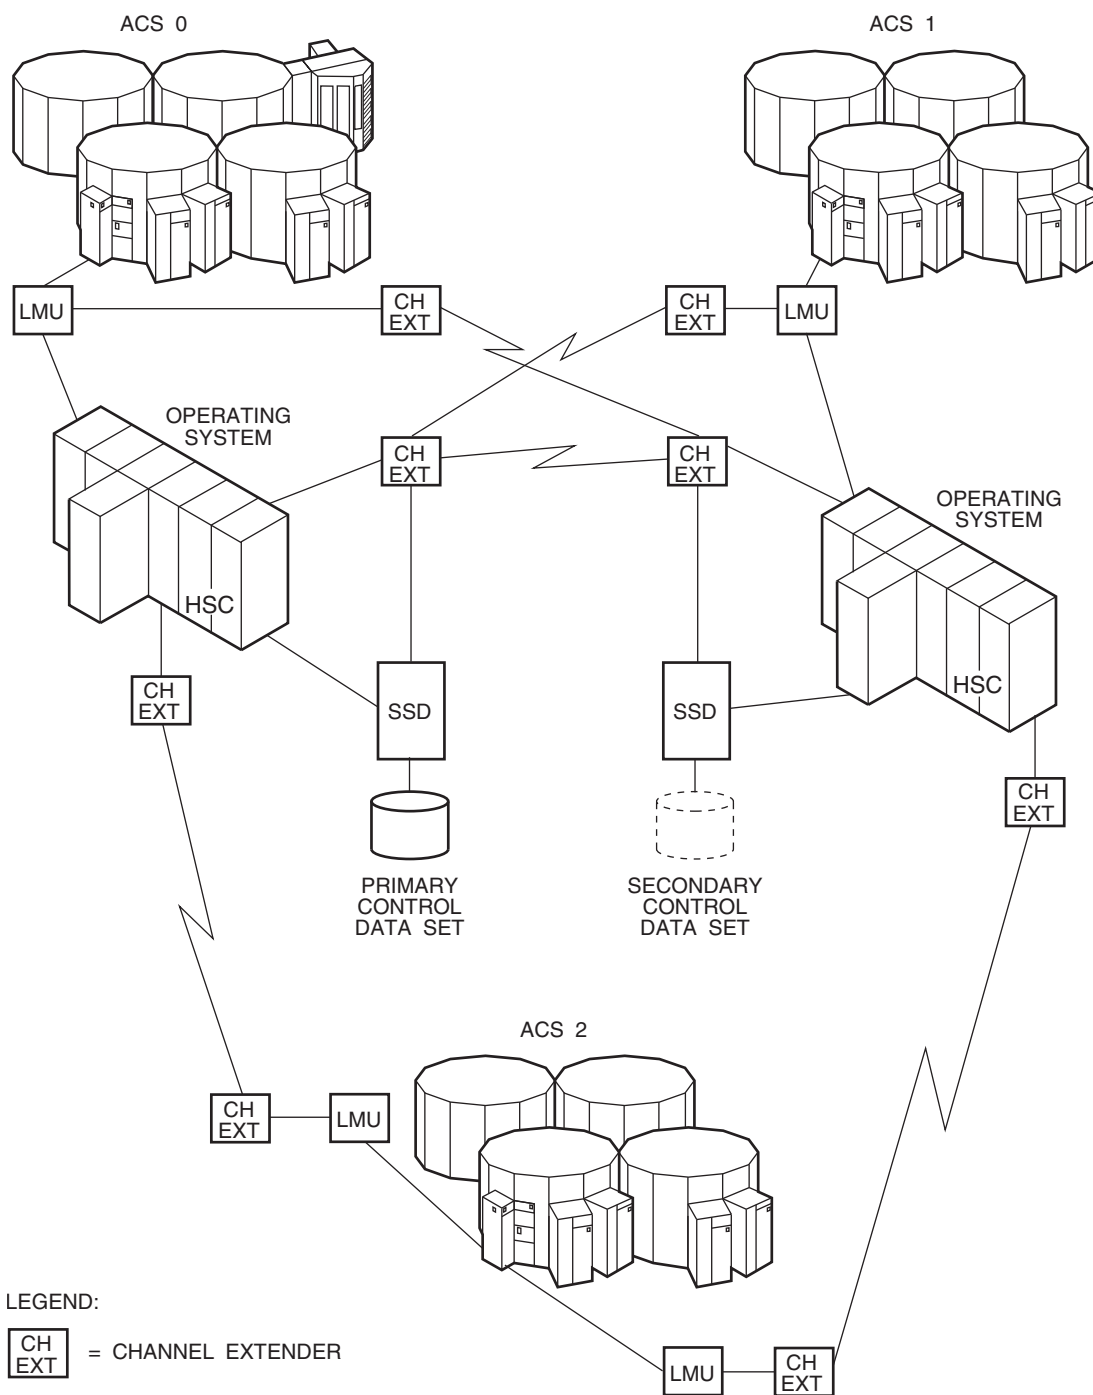 ACS 0
ACS 1
LMU
CH
EXT
CH
EXT
LMU
OPERATING
SYSTEM
CH
EXT
CH
EXT
OPERATING
SYSTEM
HSC
HSC
CH
EXT
SSD
SSD
CH
EXT
PRIMARY
CONTROL
DATA SET
SECONDARY
CONTROL
DATA SET
ACS 2
CH
EXT
LMU
LEGEND:
CH
EXT
= CHANNEL EXTENDER
LMU
CH
EXT